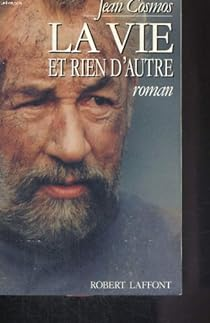 Jean Cosmos
LA VIE
ET RIEN D'AUTRE
roman
ROBERT LAFFONT